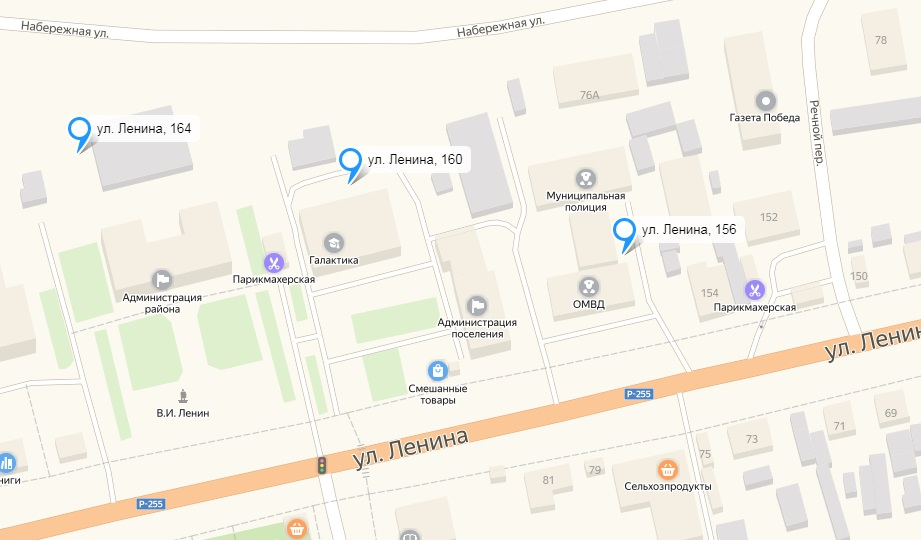 Набережная ул.
Набережная ул.
78
76А
Газета Победа
Речной пер.
ул. Ленина, 164
ул. Ленина, 160
Муниципальная
полиция
152
ул. Ленина, 156
Галактика
Парикмахерская
Администрация
района
ОМВД
154
Парикмахерская
150
Администрация
поселения
ул. Ленин
Р-255
Смешанные
товары
В.И. Ленин
ул. Ленина
69
71
73
75
79
81
Сельхозпродукты
ниги
Р-255